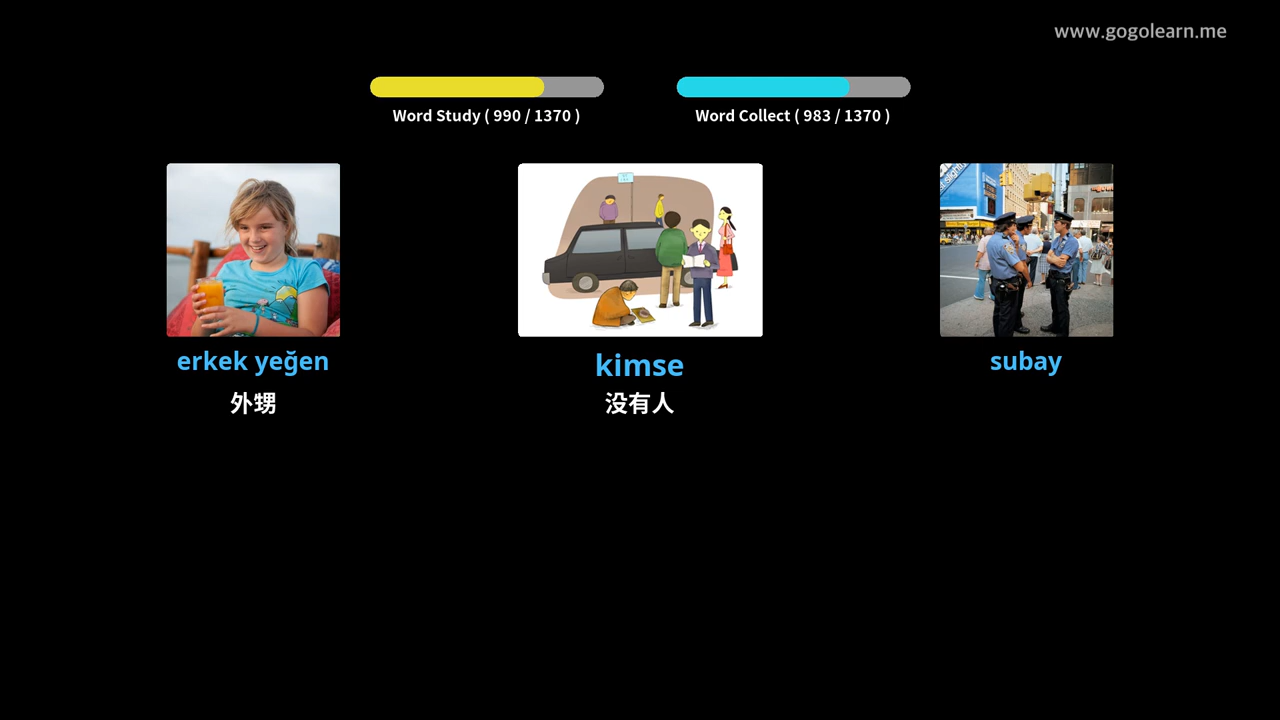 www.gogolearn.me
Word Study ( 990 / 1370 )
Word Collect ( 983 / 1370 )
erkek yeğen
kimse
subay
外甥
没有人